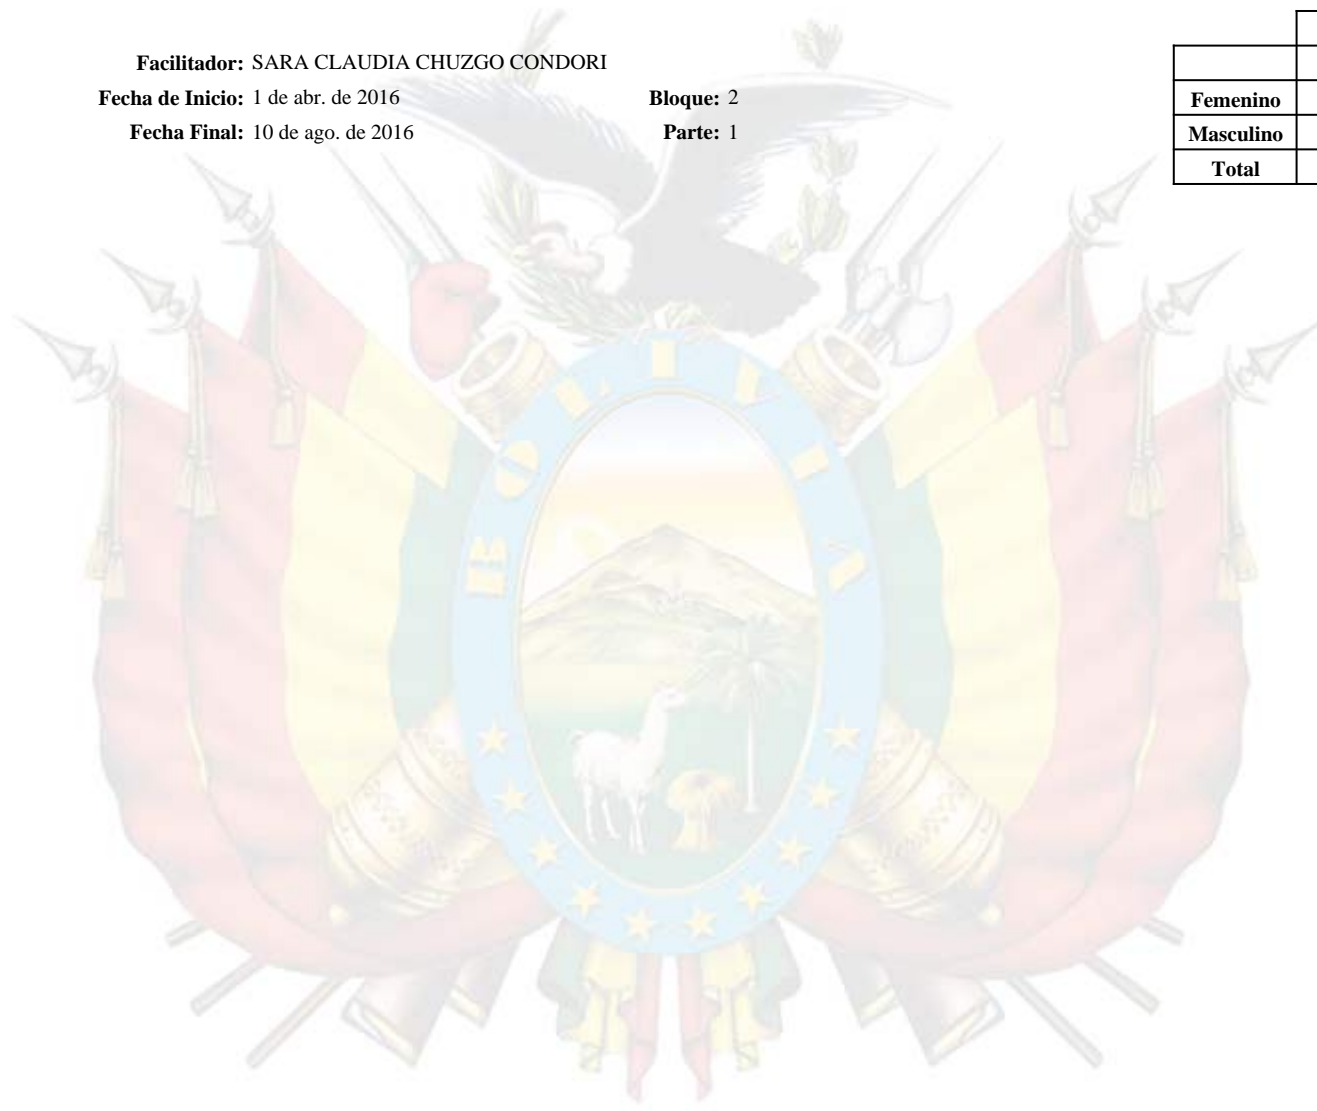 Facilitador: SARA CLAUDIA CHUZGO CONDORI
Fecha de Inicio: 1 de abr. de 2016 Bloque: 2
Fecha Final: 10 de ago. de 2016 Parte: 1
Femenino
Masculino
Total
BOLIVIA